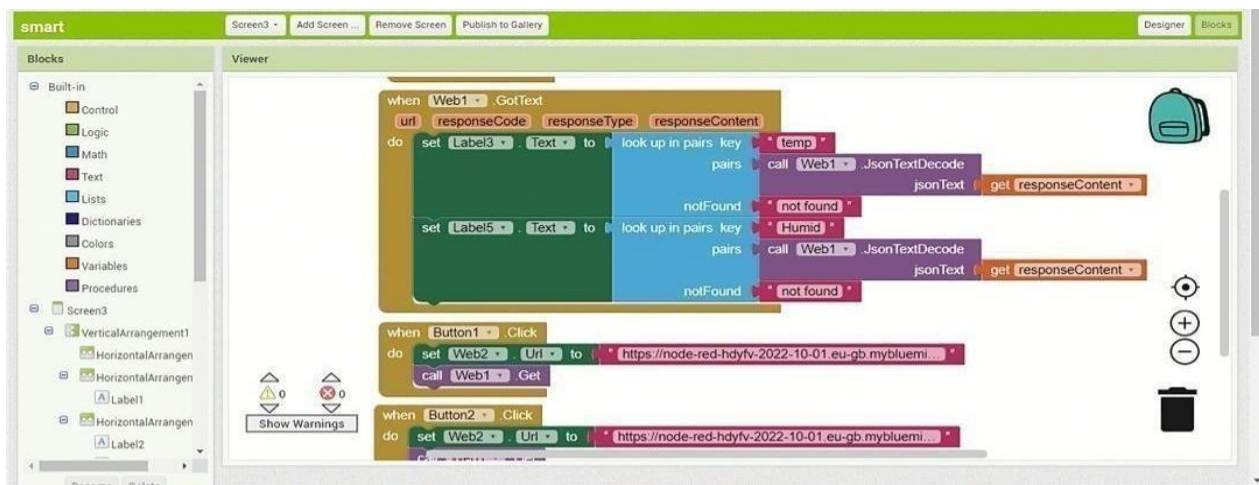 smart Screen3 Add Screen ... Remove Screen Publish to Gallery Designer Blocks
Blocks Viewer
Built-in
Control
Logic
Math
Text
Lists
Dictionaries
Colors
Variables
Procedures
Screen3
VerticalArrangement1
HorizontalArrangen
HorizontalArrangen
Label1
HorizontalArrangen
Label2
Rename Delete
when Web1 .GotText
url responseCode responseType responseContent
do set Label3 . Text to look up in pairs key " temp "
pairs call Web1 .JsonTextDecode
jsonText get responseContent
notFound " not found "
set Label5 . Text to look up in pairs key " Humid "
pairs call Web1 .JsonTextDecode
jsonText get responseContent
notFound " not found "
when Button1 .Click
do set Web2 . Url to " https://node-red-hdyfv-2022-10-01.eu-gb.mybluemi... "
call Web1 .Get
when Button2 .Click
do set Web2 . Url to " https://node-red-hdyfv-2022-10-01.eu-gb.mybluemi... "
0 0
Show Warnings